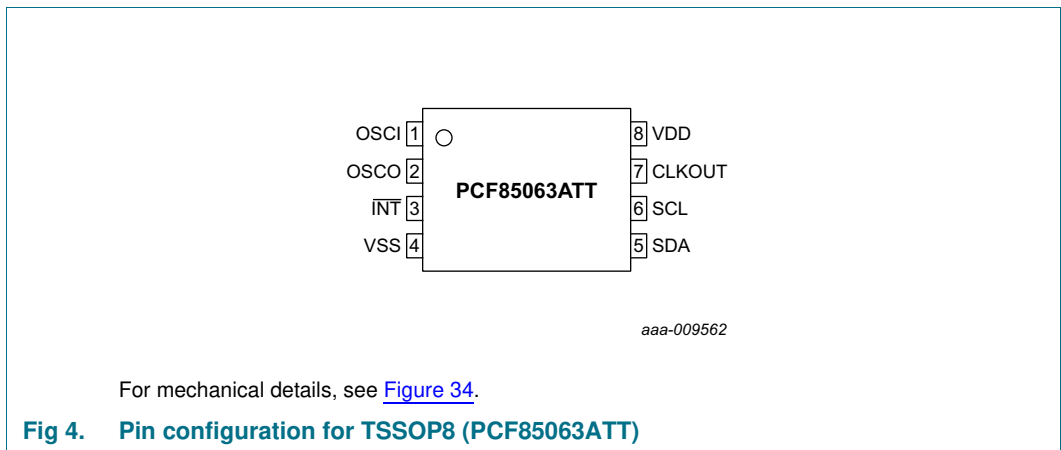 OSCI 1 8 VDD
OSCO 2 7 CLKOUT
PCF85063ATT
I̅N̅T̅ 3 6 SCL
VSS 4 5 SDA
aaa-009562
For mechanical details, see Figure 34.
Fig 4. Pin configuration for TSSOP8 (PCF85063ATT)